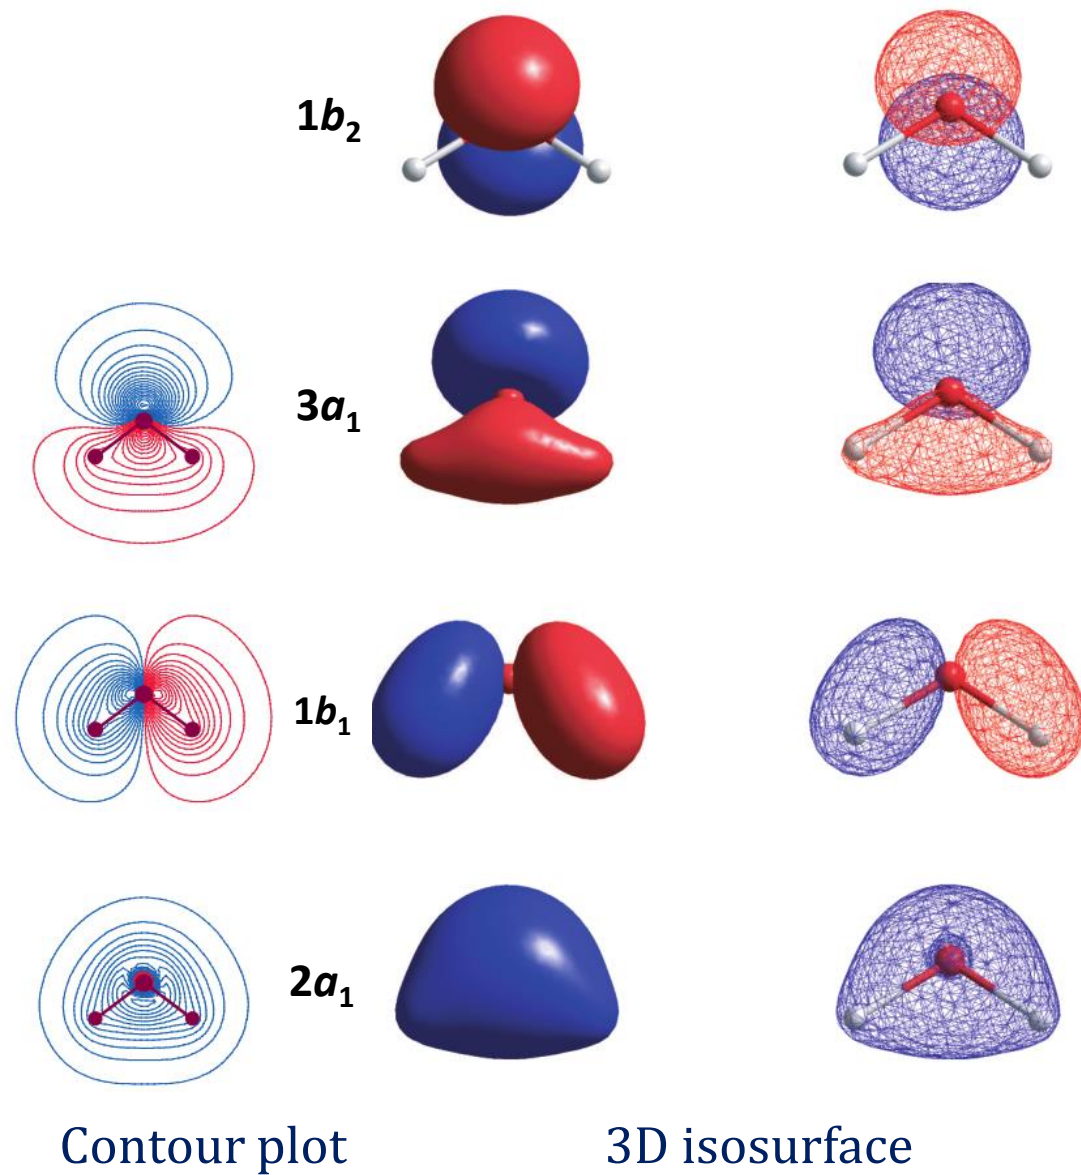 1b₂
3a₁
1b₁
2a₁
Contour plot 3D isosurface